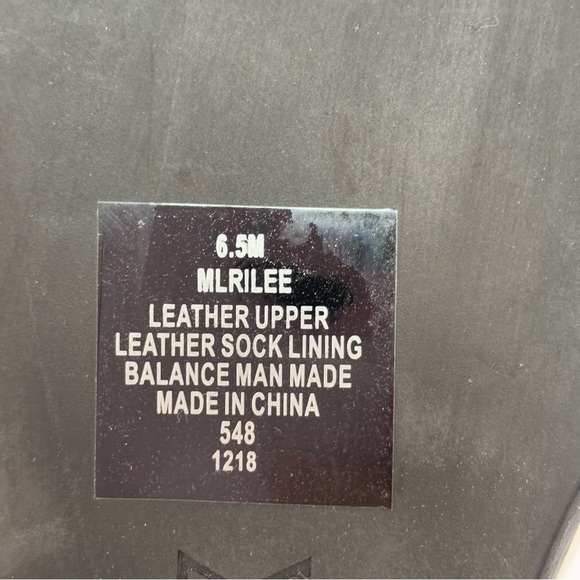 6.5M
MLRILEE
LEATHER UPPER
LEATHER SOCK LINING
BALANCE MAN MADE
MADE IN CHINA
548
1218